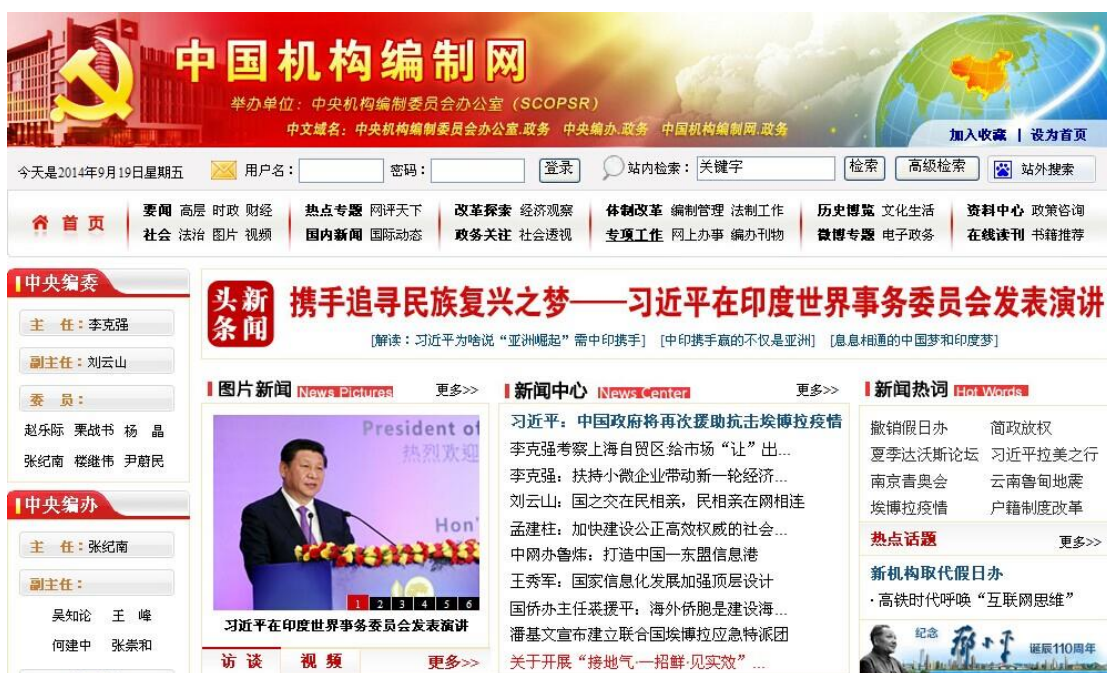 中国机构编制网
举办单位：中央机构编制委员会办公室（SCOPSR）
中文域名：中央机构编制委员会办公室.政务 中央编办.政务 中国机构编制网.政务
加入收藏 | 设为首页
今天是2014年9月19日星期五 用户名： 密码： 登录 站内检索：关键字 检索 高级检索 站外搜索
首页
要闻 高层 时政 财经 热点专题 网评天下 改革探索 经济观察 体制改革 编制管理 法制工作 历史博览 文化生活 资料中心 政策咨询
社会 法治 图片 视频 国内新闻 国际动态 政务关注 社会透视 专项工作 网上办事 编办刊物 微博专题 电子政务 在线读刊 书籍推荐
中央编委
主 任：李克强
副主任：刘云山
委 员：
赵乐际 栗战书 杨 晶
张纪南 楼继伟 尹蔚民
中央编办
主 任：张纪南
副主任：
吴知论 王 峰
何建中 张崇和
头条新闻
携手追寻民族复兴之梦——习近平在印度世界事务委员会发表演讲
[解读：习近平为啥说“亚洲崛起”需中印携手] [中印携手赢的不仅是亚洲] [息息相通的中国梦和印度梦]
图片新闻 News Pictures 更多>>
President of
热烈欢迎
Hon'
1 2 3 4 5 6
习近平在印度世界事务委员会发表演讲
访 谈 视 频 更多>>
新闻中心 News Center 更多>>
习近平：中国政府将再次援助抗击埃博拉疫情
李克强考察上海自贸区:给市场“让”出...
李克强：扶持小微企业带动新一轮经济...
刘云山：国之交在民相亲，民相亲在网相连
孟建柱：加快建设公正高效权威的社会...
中网办鲁炜：打造中国—东盟信息港
王秀军：国家信息化发展加强顶层设计
国侨办主任裘援平：海外侨胞是建设海...
潘基文宣布建立联合国埃博拉应急特派团
关于开展“接地气·一招鲜·见实效”...
新闻热词 Hot Words
撤销假日办 简政放权
夏季达沃斯论坛 习近平拉美之行
南京青奥会 云南鲁甸地震
埃博拉疫情 户籍制度改革
热点话题 更多>>
新机构取代假日办
·高铁时代呼唤“互联网思维”
纪念 邓小平 诞辰110周年